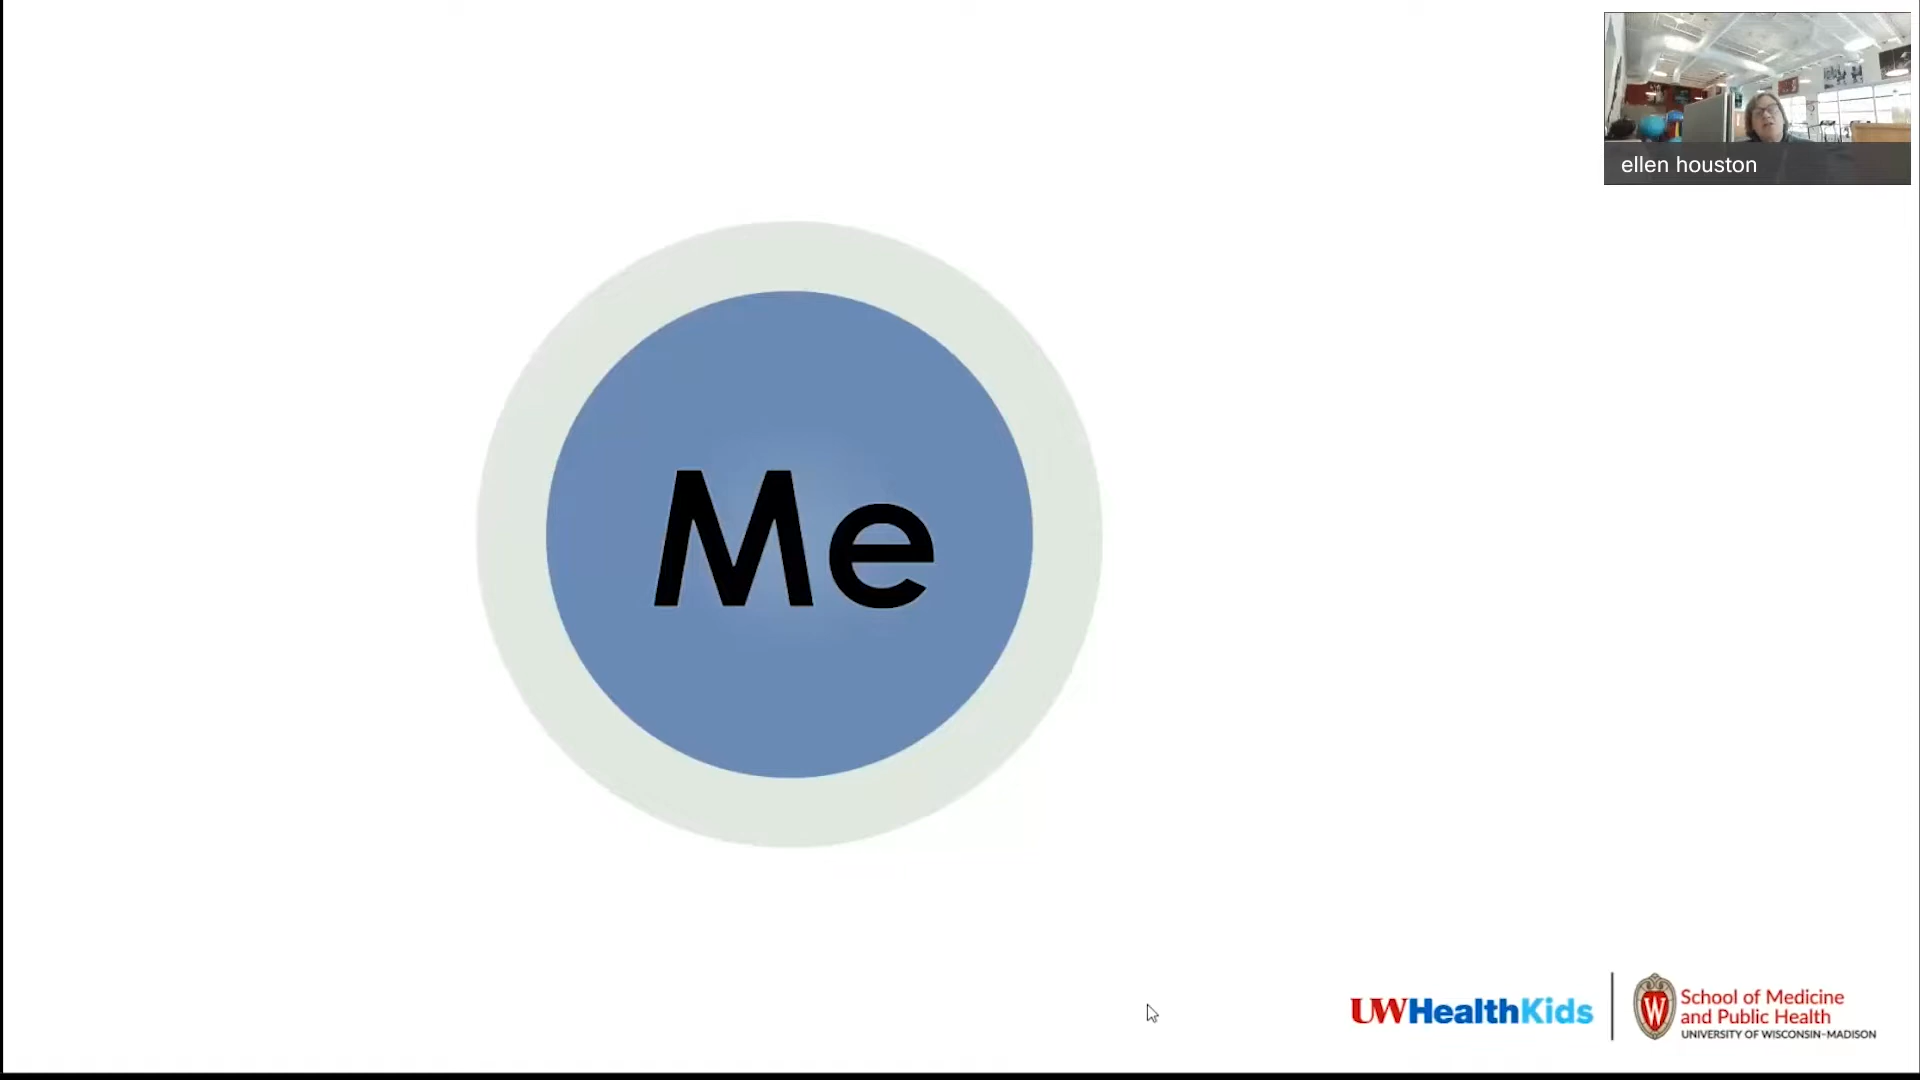 ellen houston
Me
UWHealthKids
School of Medicine
and Public Health
UNIVERSITY OF WISCONSIN–MADISON
W